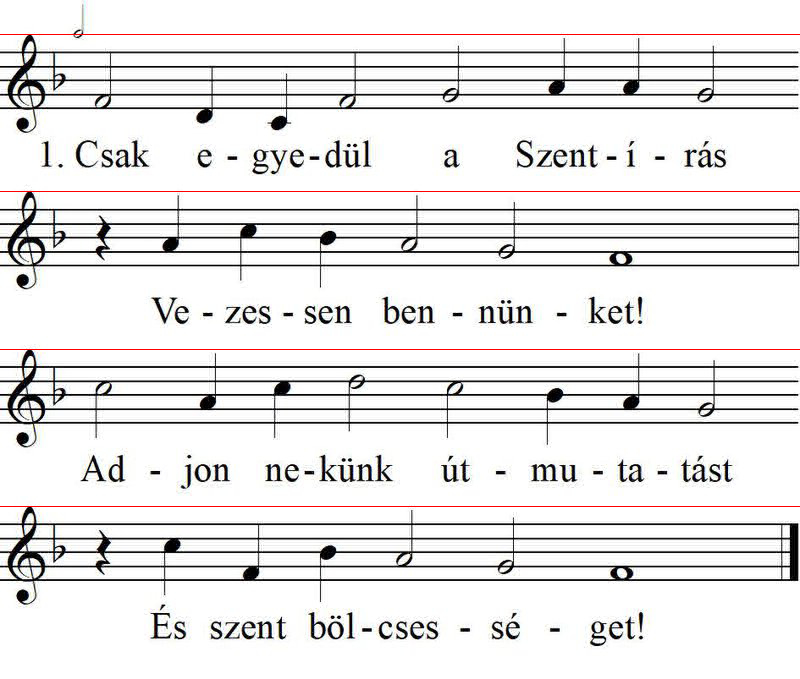 1. Csak e - gye-dül a Szent - í - rás
Ve - zes - sen ben - nün - ket!
Ad - jon ne-künk út - mu - ta - tást
És szent böl-cses - sé - get!